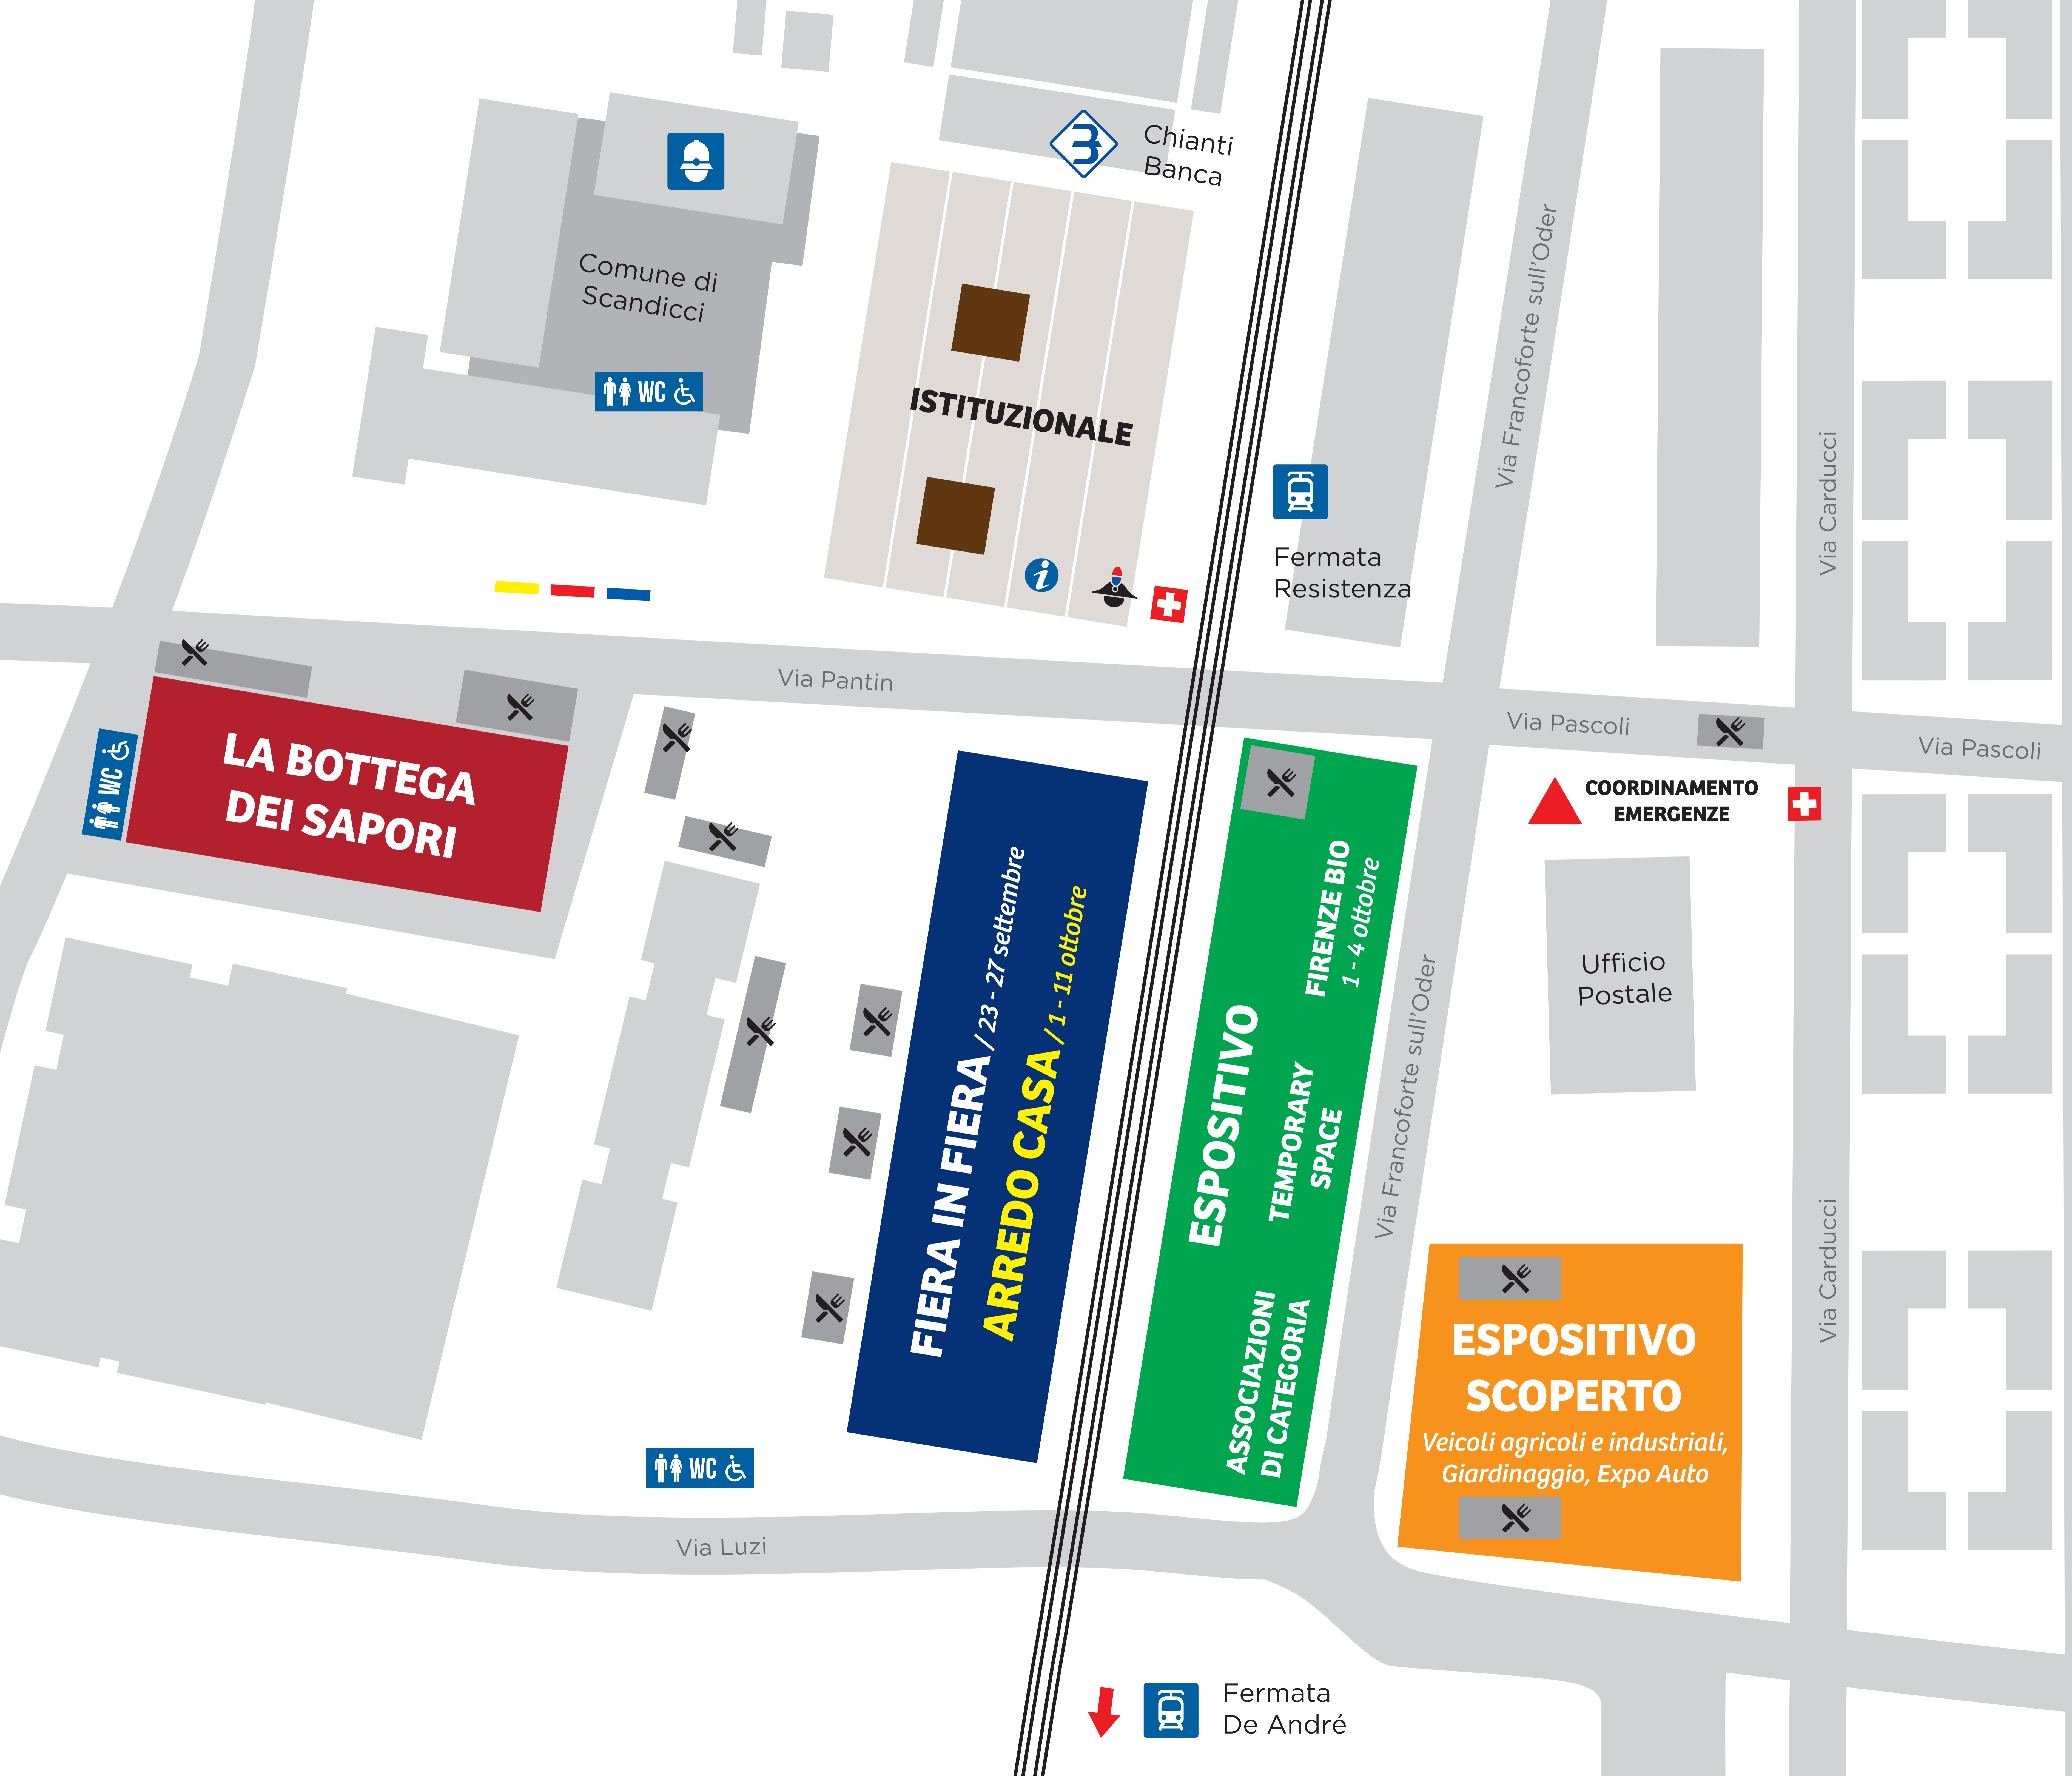 Chianti
Banca
Comune di
Scandicci
WC
ISTITUZIONALE
i
Fermata
Resistenza
Via Francoforte sull'Oder
Via Carducci
Via Pantin
Via Pascoli
Via Pascoli
COORDINAMENTO
EMERGENZE
WC
LA BOTTEGA
DEI SAPORI
FIERA IN FIERA / 23 - 27 settembre
ARREDO CASA / 1 - 11 ottobre
ESPOSITIVO
FIRENZE BIO
1 - 4 ottobre
TEMPORARY
SPACE
ASSOCIAZIONI
DI CATEGORIA
Via Francoforte sull'Oder
Ufficio
Postale
Via Carducci
ESPOSITIVO
SCOPERTO
Veicoli agricoli e industriali,
Giardinaggio, Expo Auto
WC
Via Luzi
Fermata
De André